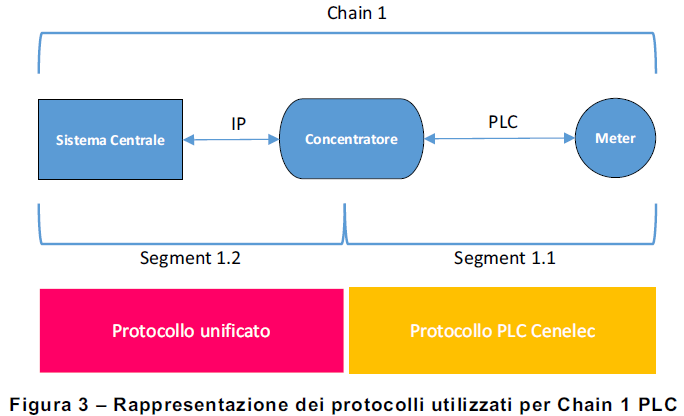 Chain 1
Sistema Centrale
IP
Concentratore
PLC
Meter
Segment 1.2
Segment 1.1
Protocollo unificato
Protocollo PLC Cenelec
Figura 3 – Rappresentazione dei protocolli utilizzati per Chain 1 PLC